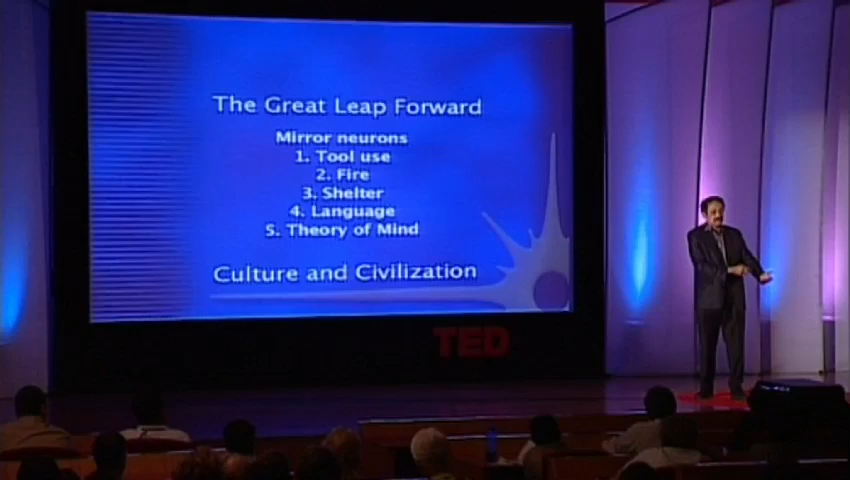 The Great Leap Forward
Mirror neurons
1. Tool use
2. Fire
3. Shelter
4. Language
5. Theory of Mind
Culture and Civilization
TED